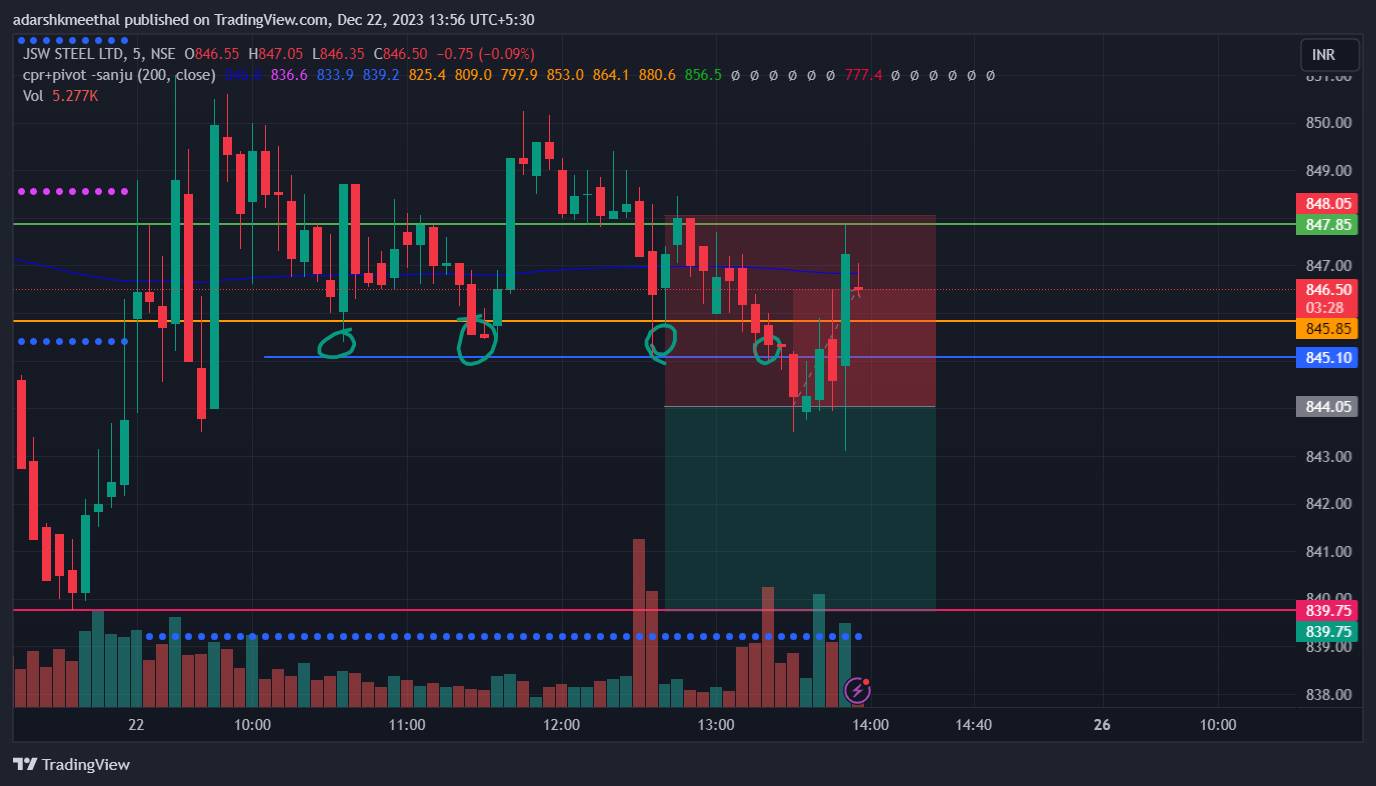 adarshkmeethal published on TradingView.com, Dec 22, 2023 13:56 UTC+5:30
JSW STEEL LTD, 5, NSE O846.55 H847.05 L846.35 C846.50 −0.75 (−0.09%)
INR
cpr+pivot -sanju (200, close) 846.8 836.6 833.9 839.2 825.4 809.0 797.9 853.0 864.1 880.6 856.5 ø ø ø ø ø ø 777.4 ø ø ø ø ø ø
851.00
Vol 5.277K
850.00
849.00
848.05
847.85
847.00
846.50
03:28
845.85
845.10
844.05
843.00
842.00
841.00
840.00
839.75
839.75
839.00
838.00
22 10:00 11:00 12:00 13:00 14:00 14:40 26 10:00
TradingView